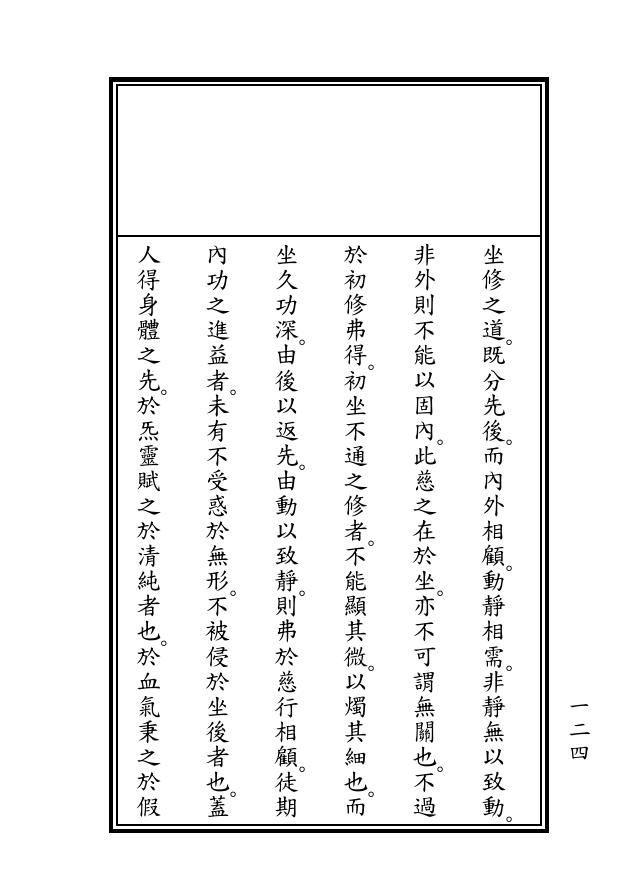 坐修之道。既分先後。而內外相顧。動靜相需。非靜無以致動。
非外則不能以固內。此慈之在於坐。亦不可謂無關也。不過
於初修弗得。初坐不通之修者。不能顯其微。以燭其細也。而
坐久功深。由後以返先。由動以致靜。則弗於慈行相顧。徒期
內功之進益者。未有不受惑於無形。不被侵於坐後者也。蓋
人得身體之先。於炁靈賦之於清純者也。於血氣秉之於假
一二四